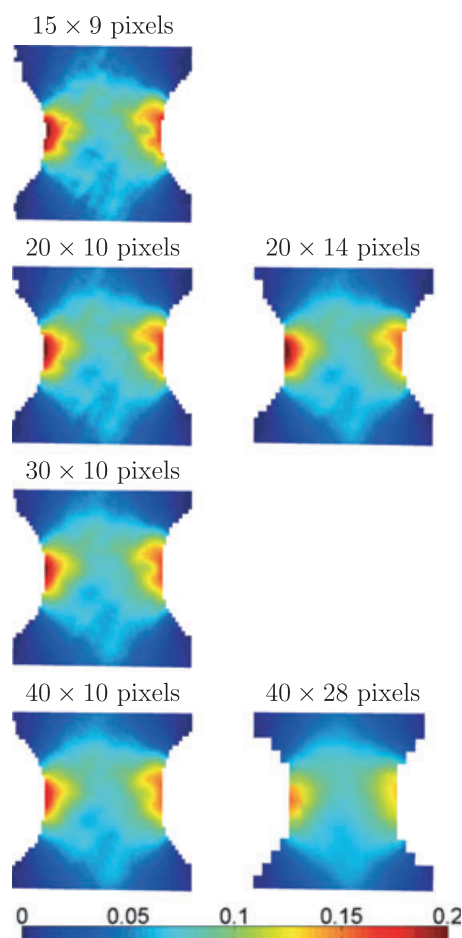 15 × 9 pixels
20 × 10 pixels
20 × 14 pixels
30 × 10 pixels
40 × 10 pixels
40 × 28 pixels
0 0.05 0.1 0.15 0.2